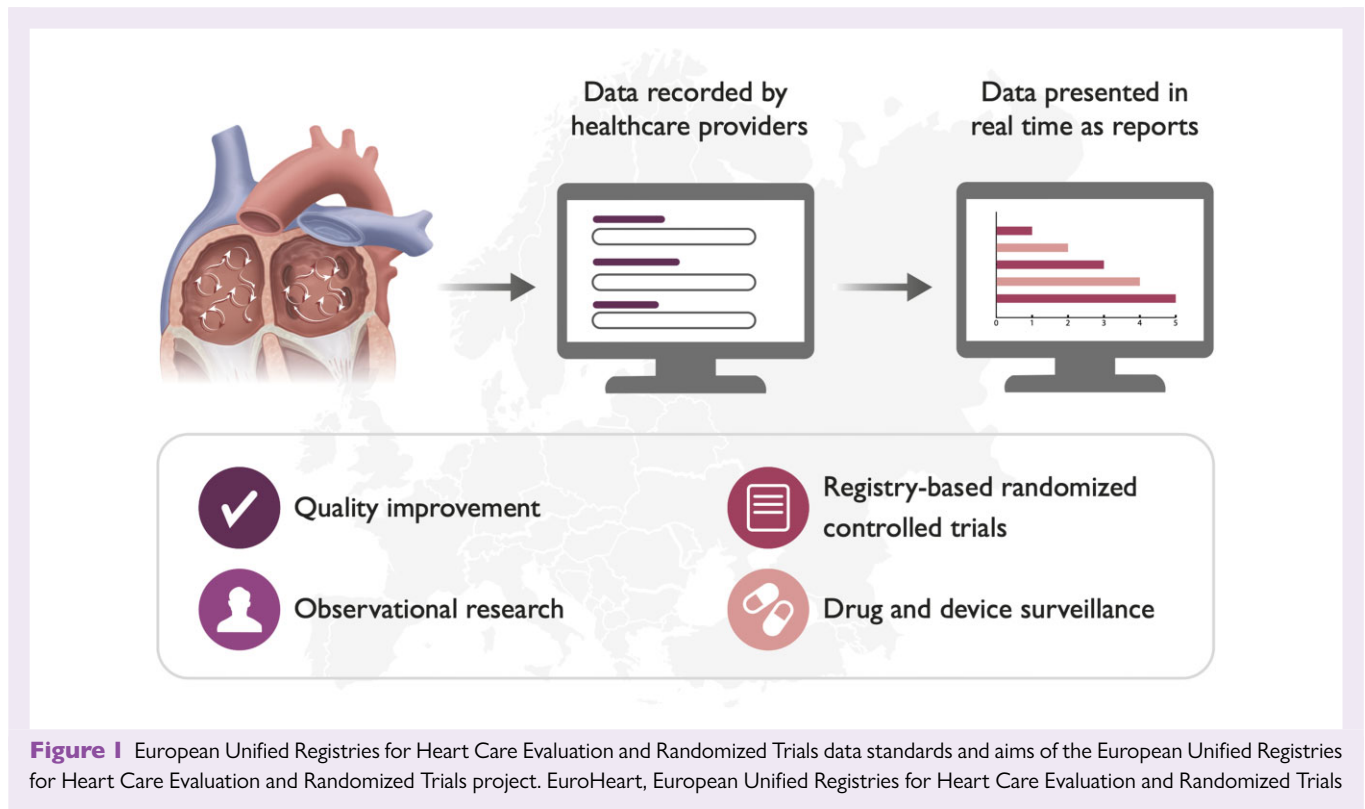 Data recorded by
healthcare providers
Data presented in
real time as reports
0 1 2 3 4 5
Quality improvement
Registry-based randomized
controlled trials
Observational research
Drug and device surveillance
Figure 1 European Unified Registries for Heart Care Evaluation and Randomized Trials data standards and aims of the European Unified Registries
for Heart Care Evaluation and Randomized Trials project. EuroHeart, European Unified Registries for Heart Care Evaluation and Randomized Trials